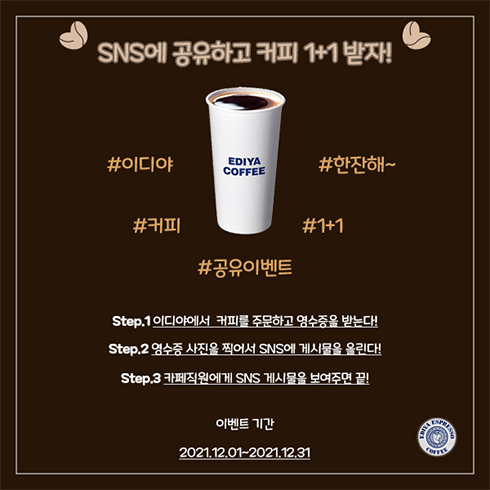 SNS에 공유하고 커피 1+1 받자!
EDIYA
COFFEE
#이디야
#한잔해~
#커피
#1+1
#공유이벤트
Step.1 이디야에서 커피를 주문하고 영수증을 받는다!
Step.2 영수증 사진을 찍어서 SNS에 게시물을 올린다!
Step.3 카페직원에게 SNS 게시물을 보여주면 끝!
이벤트 기간
2021.12.01~2021.12.31
EDIYA ESPRESSO
COFFEE